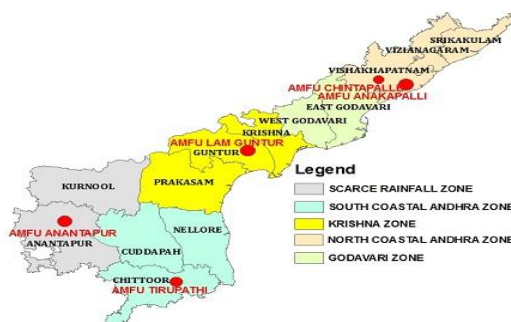 SRIKAKULAM
VIZIANAGARAM
VISHAKHAPATNAM
AMFU CHINTAPALLI
AMFU ANAKAPALLI
EAST GODAVARI
WEST GODAVARI
KRISHNA
AMFU LAM GUNTUR
GUNTUR
PRAKASAM
KURNOOL
AMFU ANANTAPUR
ANANTAPUR
NELLORE
CUDDAPAH
CHITTOOR
AMFU TIRUPATHI
Legend
SCARCE RAINFALL ZONE
SOUTH COASTAL ANDHRA ZONE
KRISHNA ZONE
NORTH COASTAL ANDHRA ZONE
GODAVARI ZONE